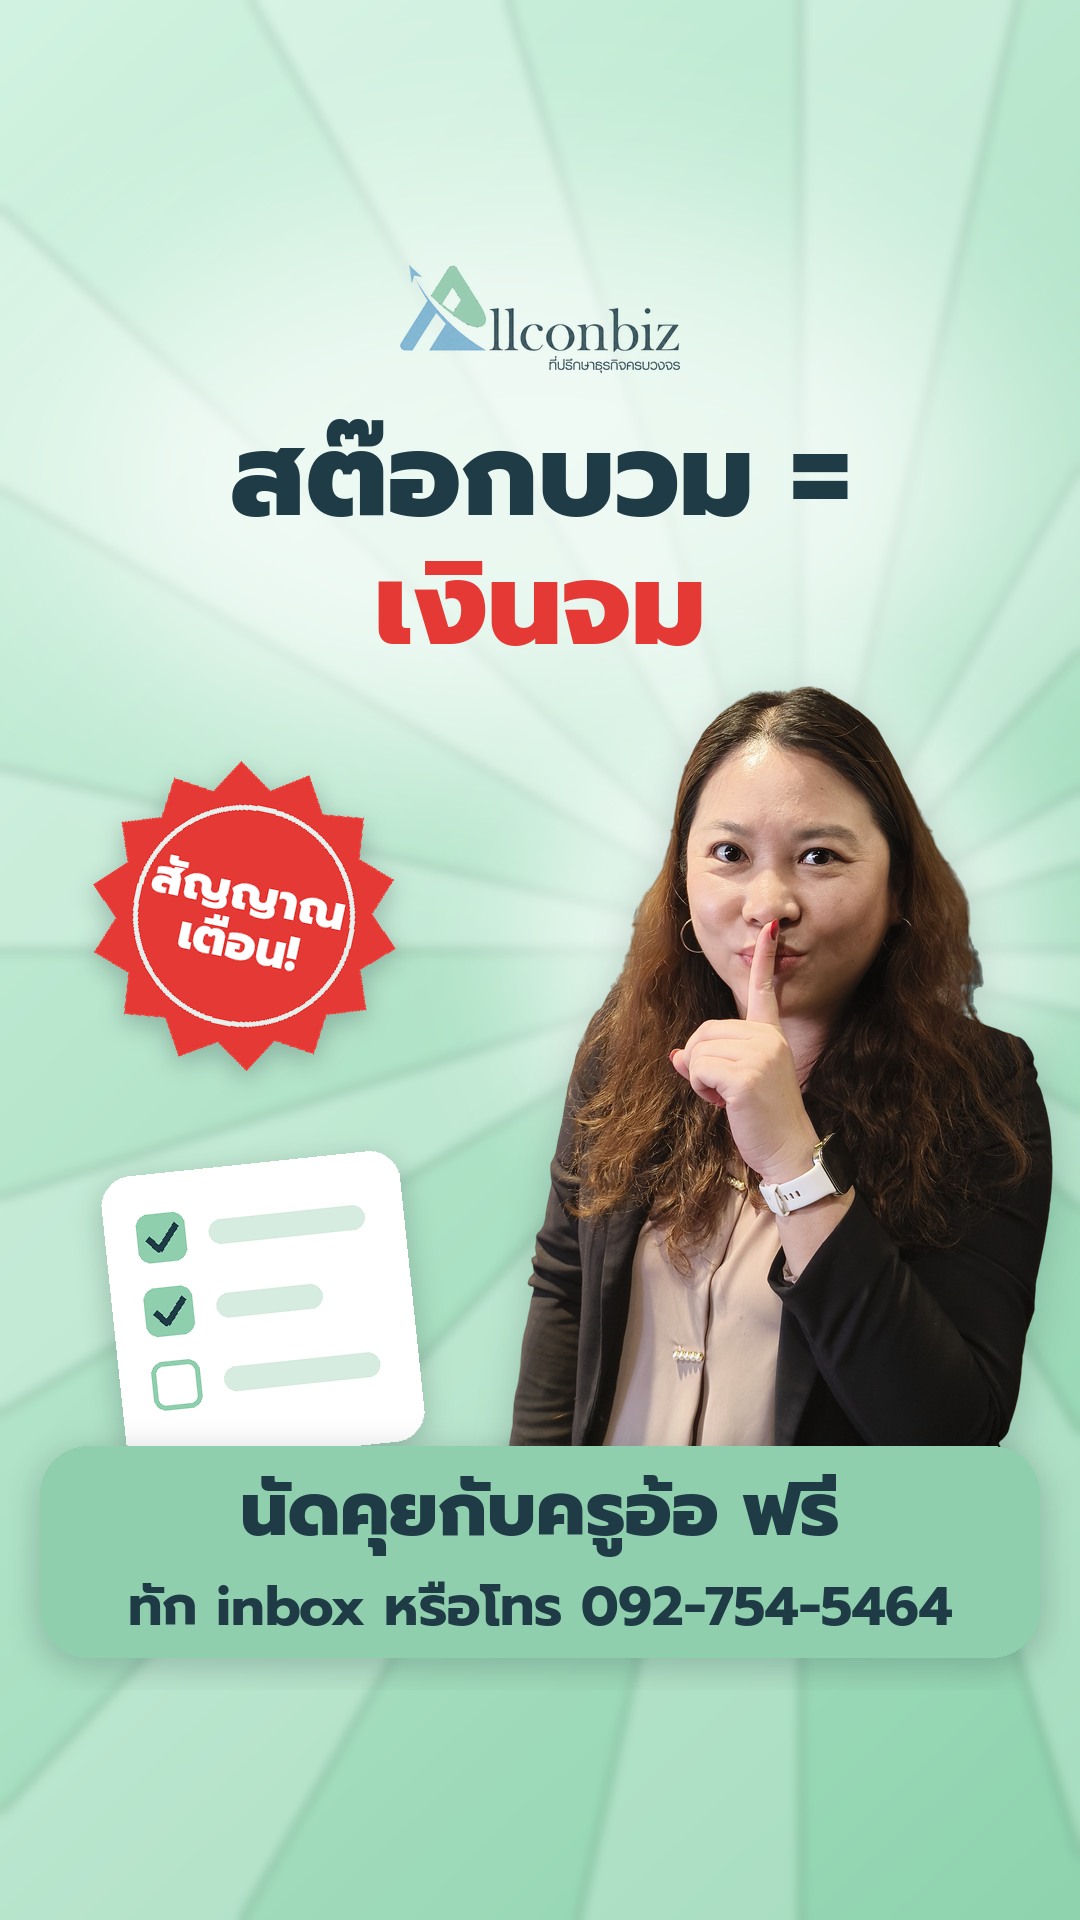 Allconbiz
ที่ปรึกษาธุรกิจครบวงจร
สต๊อกบวม =
เงินจม
สัญญาณ
เตือน!
นัดคุยกับครูอ้อ ฟรี
ทัก inbox หรือโทร 092-754-5464